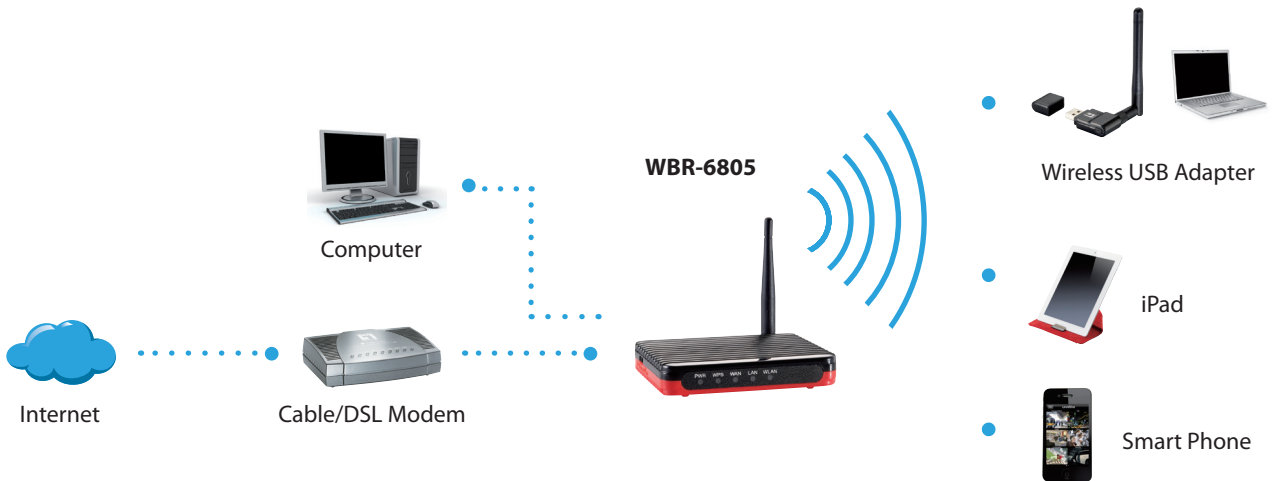 WBR-6805
Wireless USB Adapter
Computer
iPad
PWR WPS WAN LAN WLAN
Internet
Cable/DSL Modem
Smart Phone